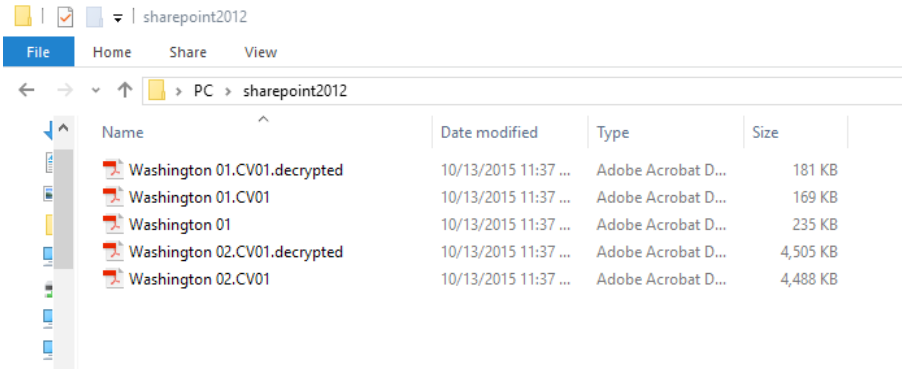 sharepoint2012
File Home Share View
PC sharepoint2012
Name Date modified Type Size
Washington 01.CV01.decrypted 10/13/2015 11:37 ... Adobe Acrobat D... 181 KB
Washington 01.CV01 10/13/2015 11:37 ... Adobe Acrobat D... 169 KB
Washington 01 10/13/2015 11:37 ... Adobe Acrobat D... 235 KB
Washington 02.CV01.decrypted 10/13/2015 11:37 ... Adobe Acrobat D... 4,505 KB
Washington 02.CV01 10/13/2015 11:37 ... Adobe Acrobat D... 4,488 KB